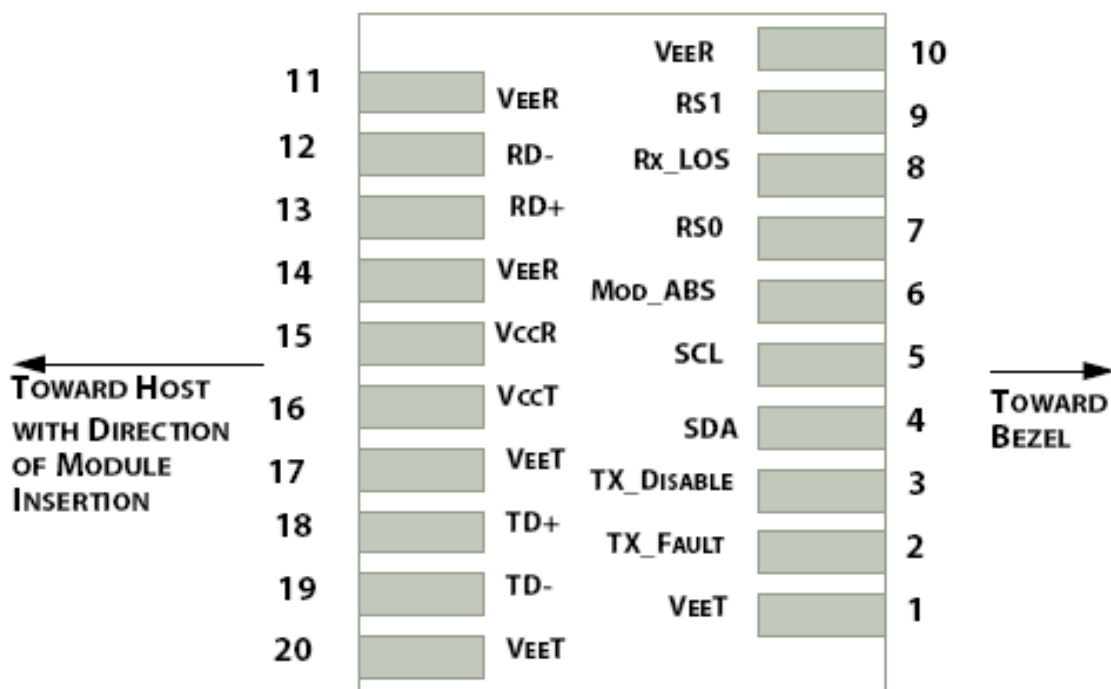 10
VEER
11
VEER
RS1
9
12
RD-
Rx_LOS
8
13
RD+
RS0
7
14
VEER
MOD_ABS
6
15
VCCR
SCL
5
TOWARD HOST
WITH DIRECTION
OF MODULE
INSERTION
TOWARD
BEZEL
16
VCCT
SDA
4
17
VEET
TX_DISABLE
3
18
TD+
TX_FAULT
2
19
TD-
VEET
1
20
VEET